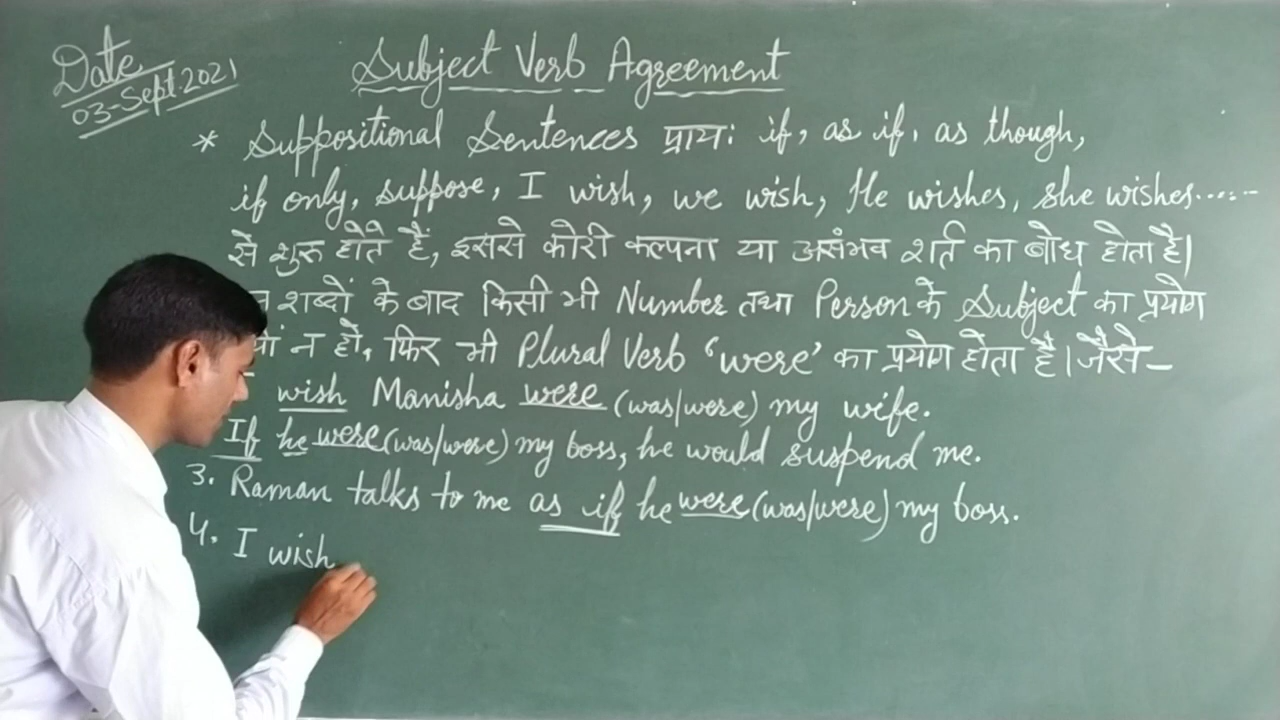 Date
03-Sept.2021
Subject Verb Agreement
* Suppositional Sentences प्रायः if, as if, as though,
if only, suppose, I wish, we wish, He wishes, she wishes......-
से शुरू होते हैं, इससे कोरी कल्पना या असंभव शर्त का बोध होता है।
शब्दों के बाद किसी भी Number तथा Person के Subject का प्रयोग
न हो, फिर भी Plural Verb 'were' का प्रयोग होता है। जैसे-
wish Manisha were (was/were) my wife.
If he were (was/were) my boss, he would suspend me.
3. Raman talks to me as if he were (was/were) my boss.
4. I wish